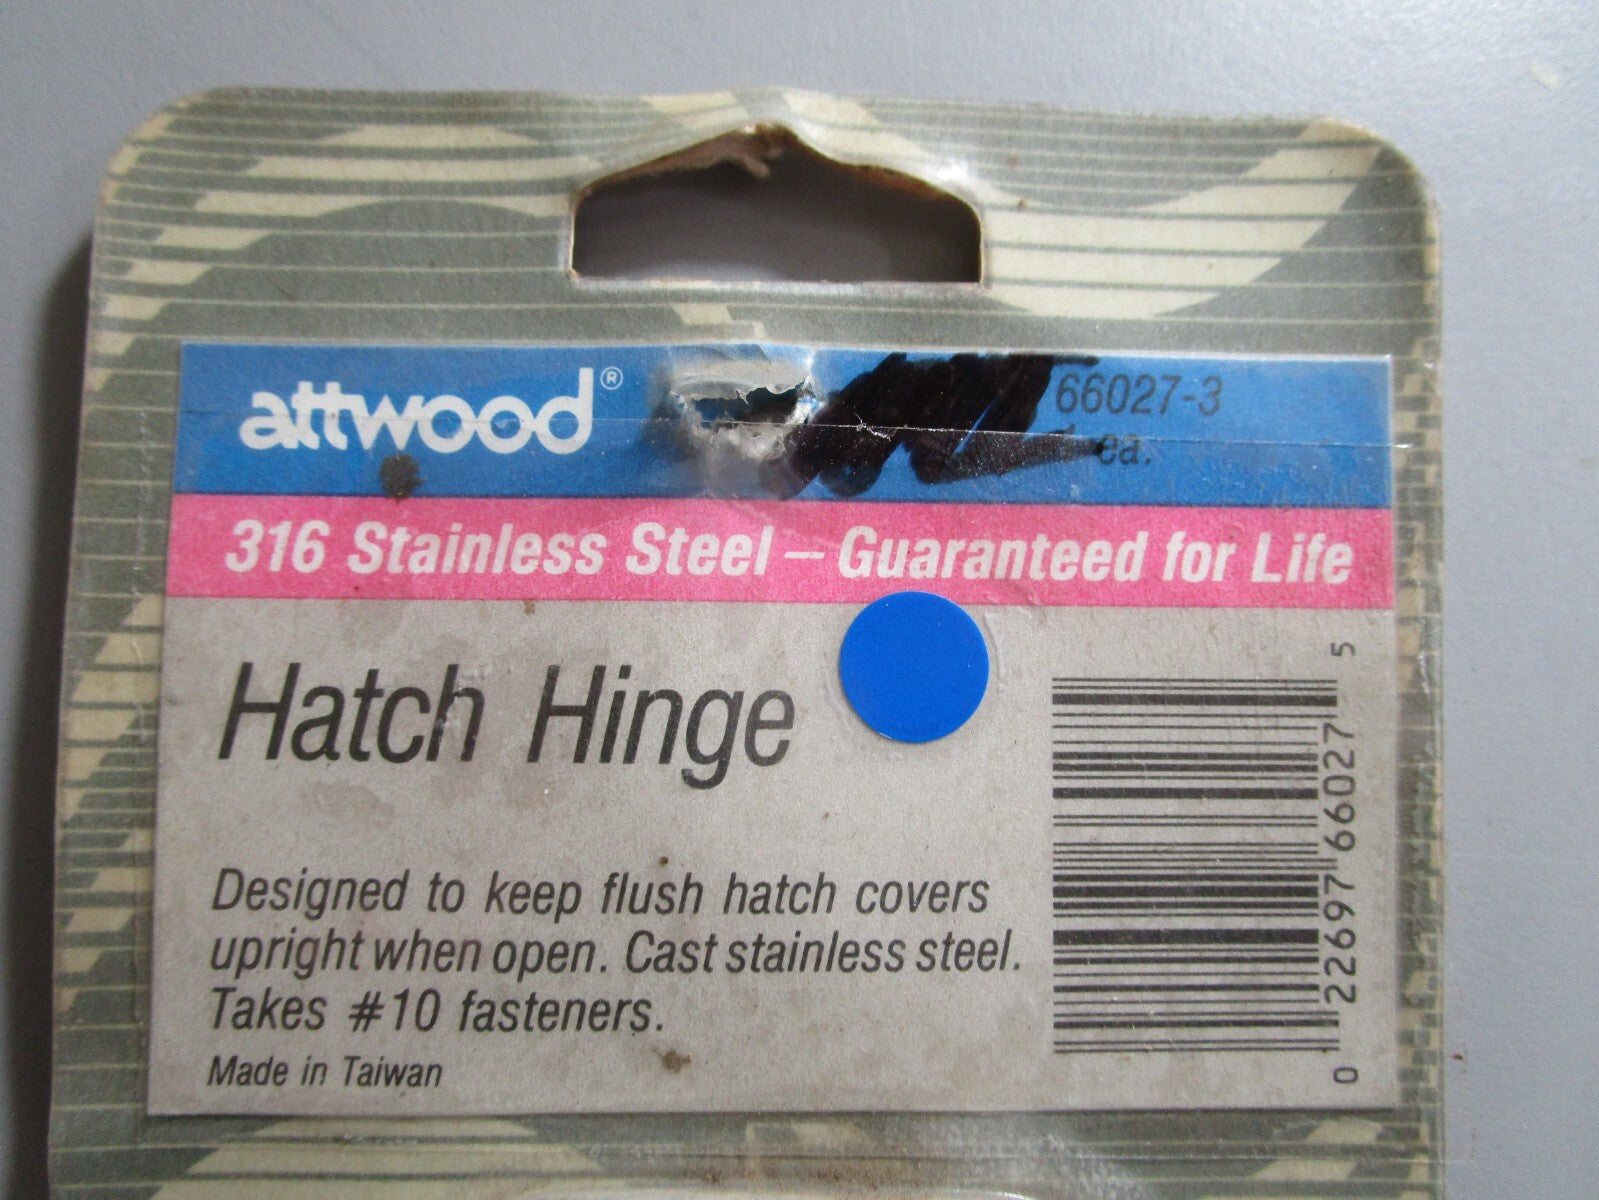 attwood®
66027-3
ea.
316 Stainless Steel – Guaranteed for Life
Hatch Hinge
Designed to keep flush hatch covers
upright when open. Cast stainless steel.
Takes #10 fasteners.
Made in Taiwan
0 22697 66027 5